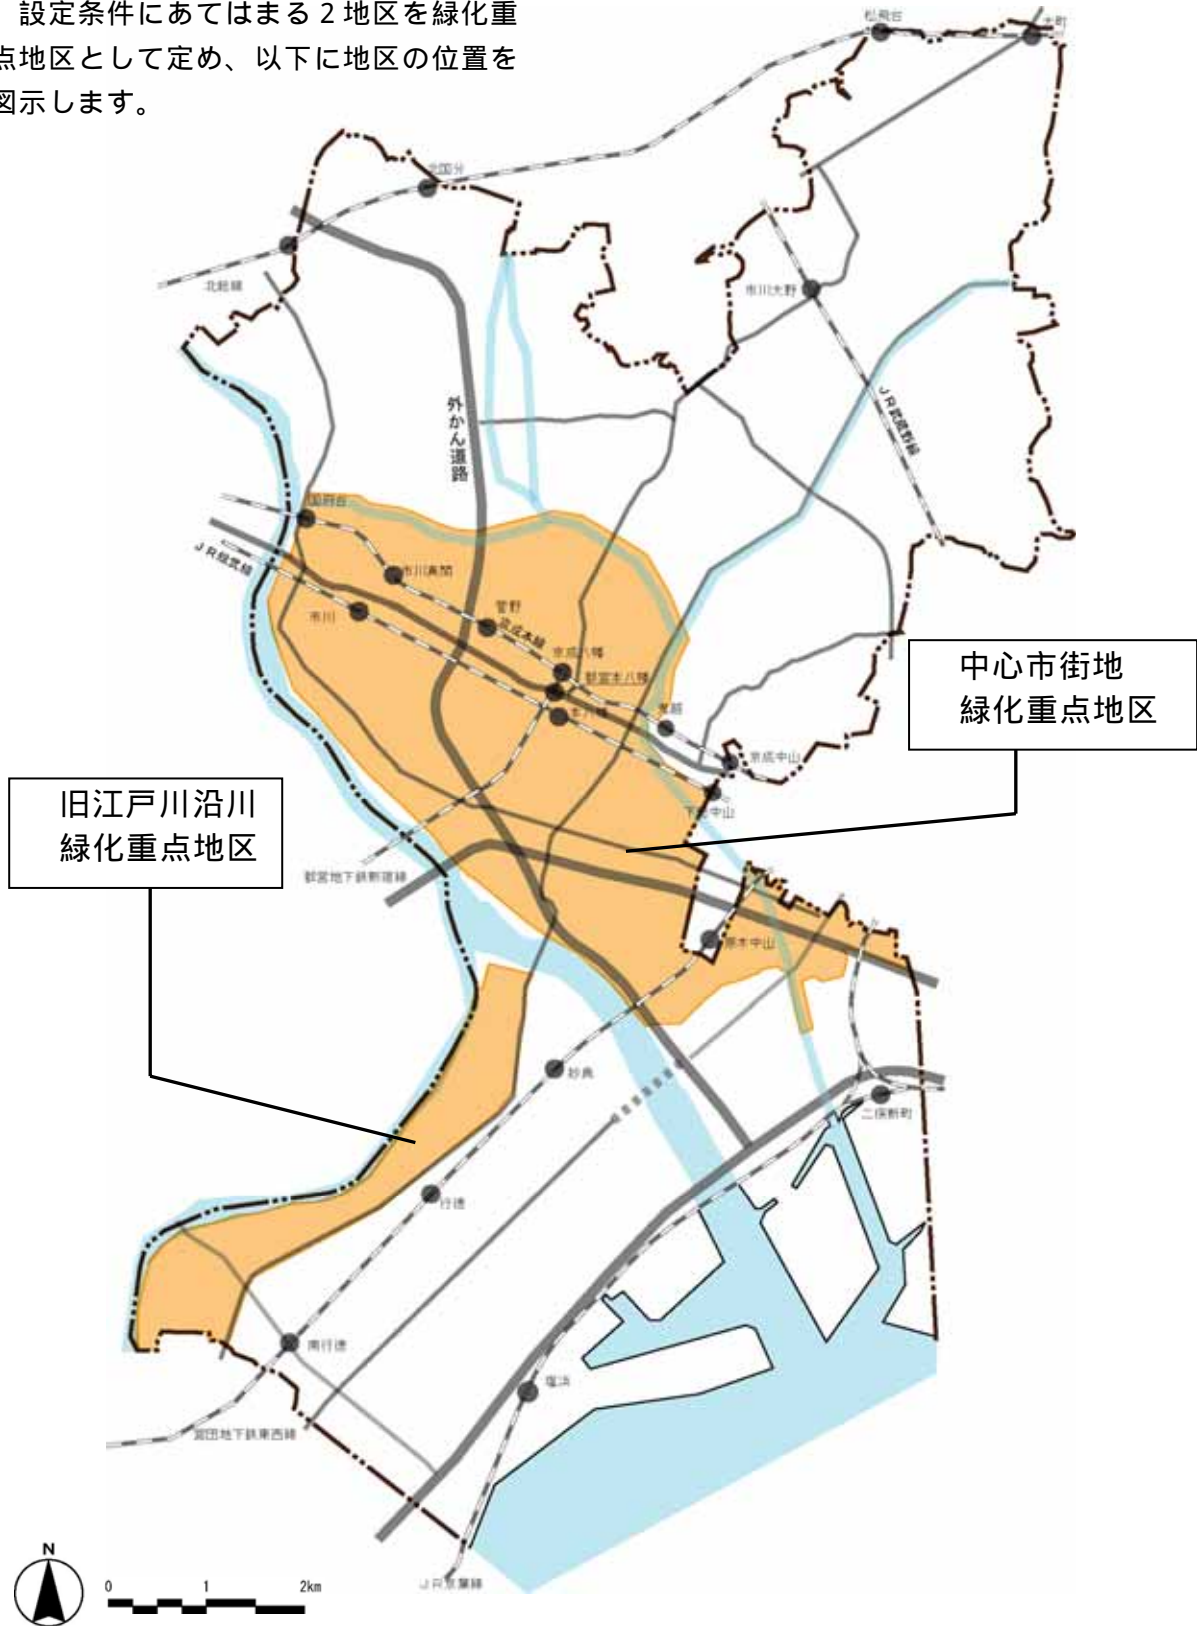 設定条件にあてはまる２地区を緑化重
点地区として定め、以下に地区の位置を
図示します。
松飛台
大町
北国分
北総線
市川大野
ＪＲ武蔵野線
外かん道路
国府台
ＪＲ総武線
市川真間
市川
菅野
京成本線
京成八幡
都営本八幡
本八幡
鬼越
中心市街地
緑化重点地区
京成中山
下総中山
旧江戸川沿川
緑化重点地区
都営地下鉄新宿線
原木中山
妙典
二俣新町
行徳
南行徳
塩浜
営団地下鉄東西線
ＪＲ京葉線
N
0 1 2km